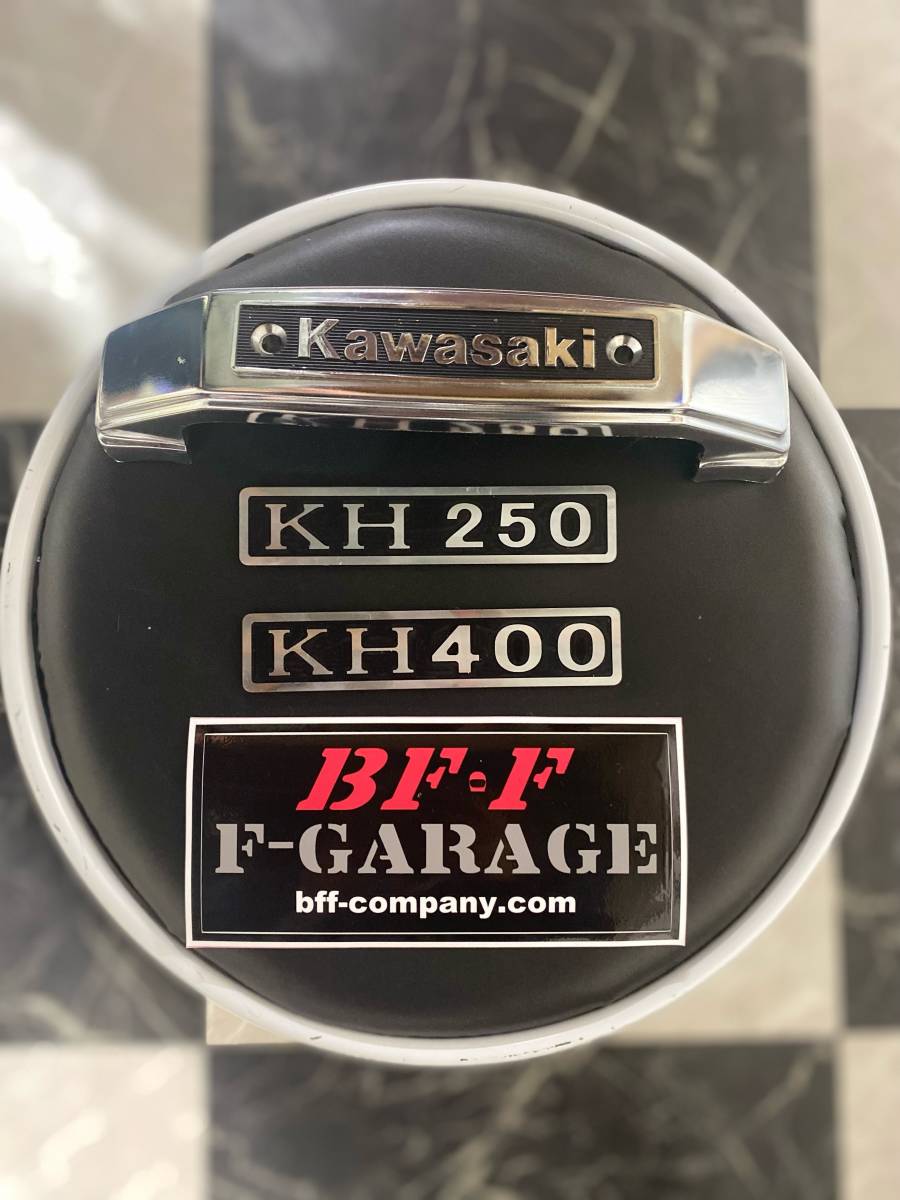 Kawasaki
KH 250
KH400
BF-F
F-GARAGE
bff-company.com